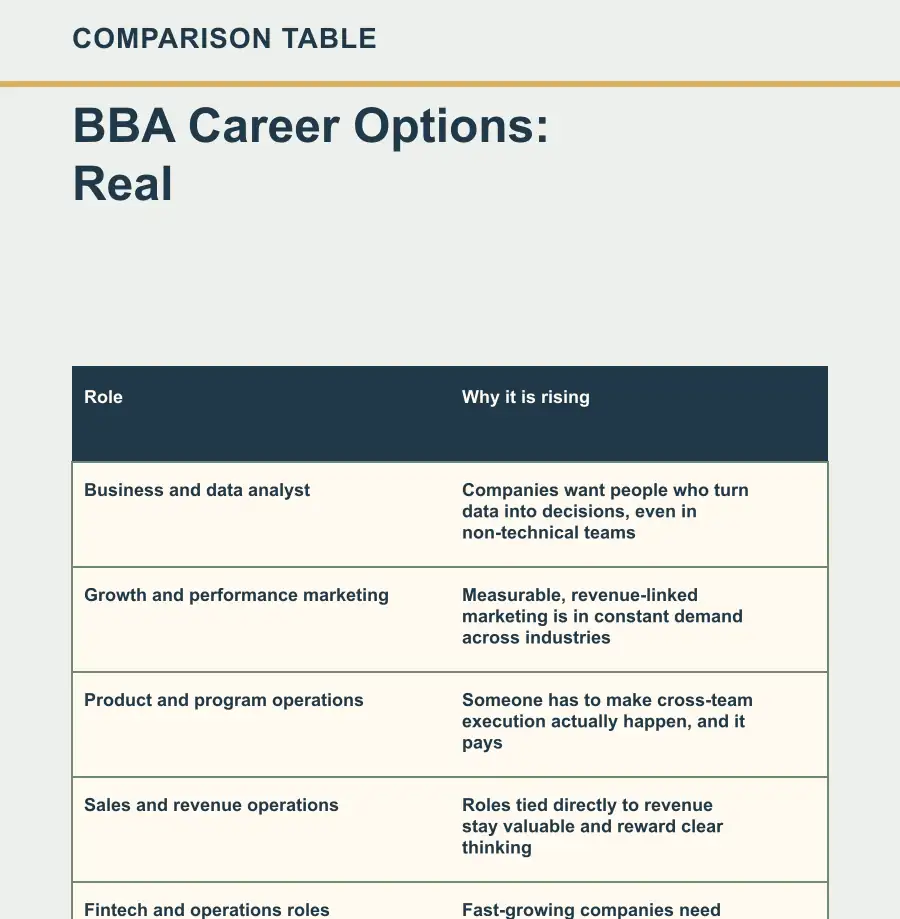 COMPARISON TABLE
BBA Career Options:
Real
Role
Why it is rising
Business and data analyst
Companies want people who turn
data into decisions, even in
non-technical teams
Growth and performance marketing
Measurable, revenue-linked
marketing is in constant demand
across industries
Product and program operations
Someone has to make cross-team
execution actually happen, and it
pays
Sales and revenue operations
Roles tied directly to revenue
stay valuable and reward clear
thinking
Fintech and operations roles
Fast-growing companies need